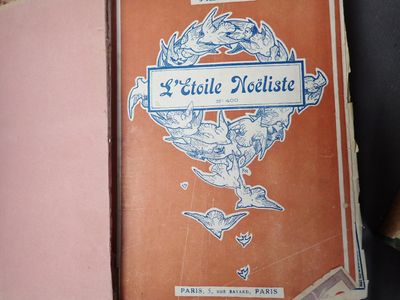 L'Etoile Noëliste
N° 400
PARIS, 5, RUE BAYARD, PARIS